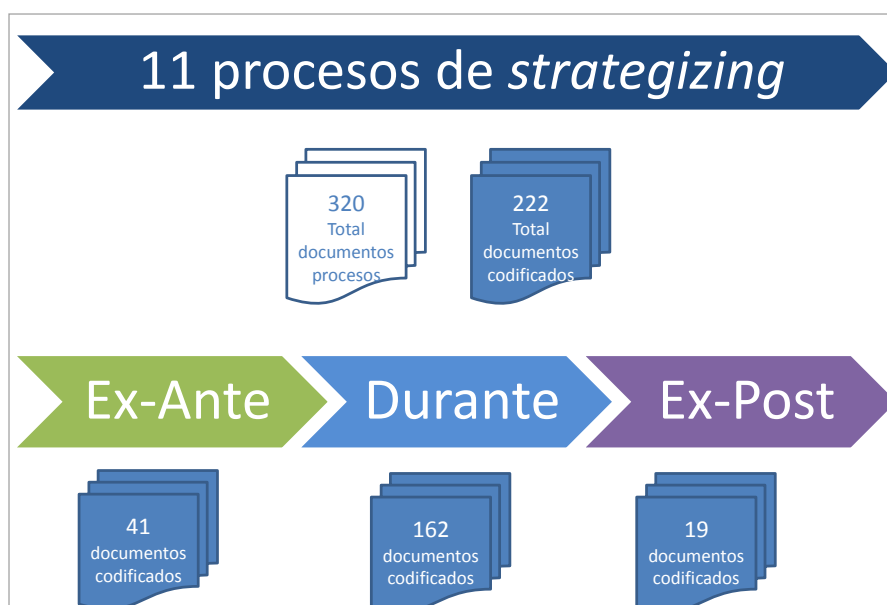 11 procesos de strategizing
320
Total
documentos
procesos
222
Total
documentos
codificados
Ex-Ante
Durante
Ex-Post
41
documentos
codificados
162
documentos
codificados
19
documentos
codificados